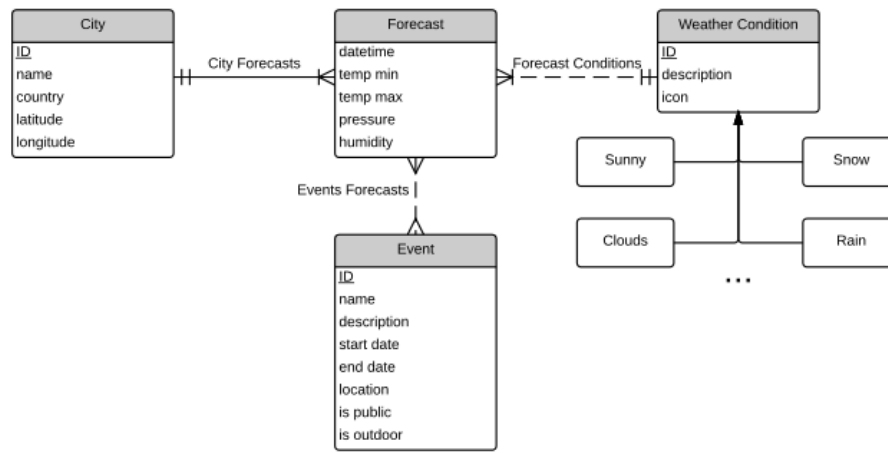 City
ID
name
country
latitude
longitude
City Forecasts
Forecast
datetime
temp min
temp max
pressure
humidity
Forecast Conditions
Weather Condition
ID
description
icon
Sunny
Snow
Clouds
Rain
...
Events Forecasts
Event
ID
name
description
start date
end date
location
is public
is outdoor